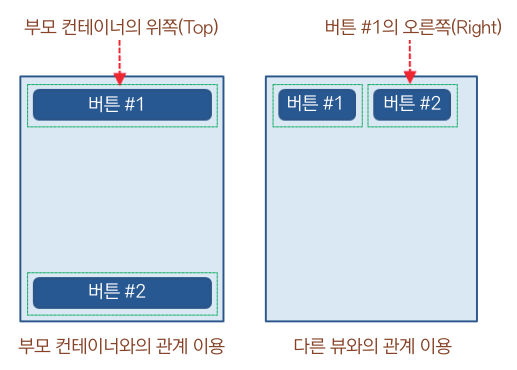 부모 컨테이너의 위쪽(Top)
버튼 #1의 오른쪽(Right)
버튼 #1
버튼 #1
버튼 #2
버튼 #2
부모 컨테이너와의 관계 이용
다른 뷰와의 관계 이용